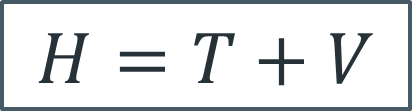 H = T + V